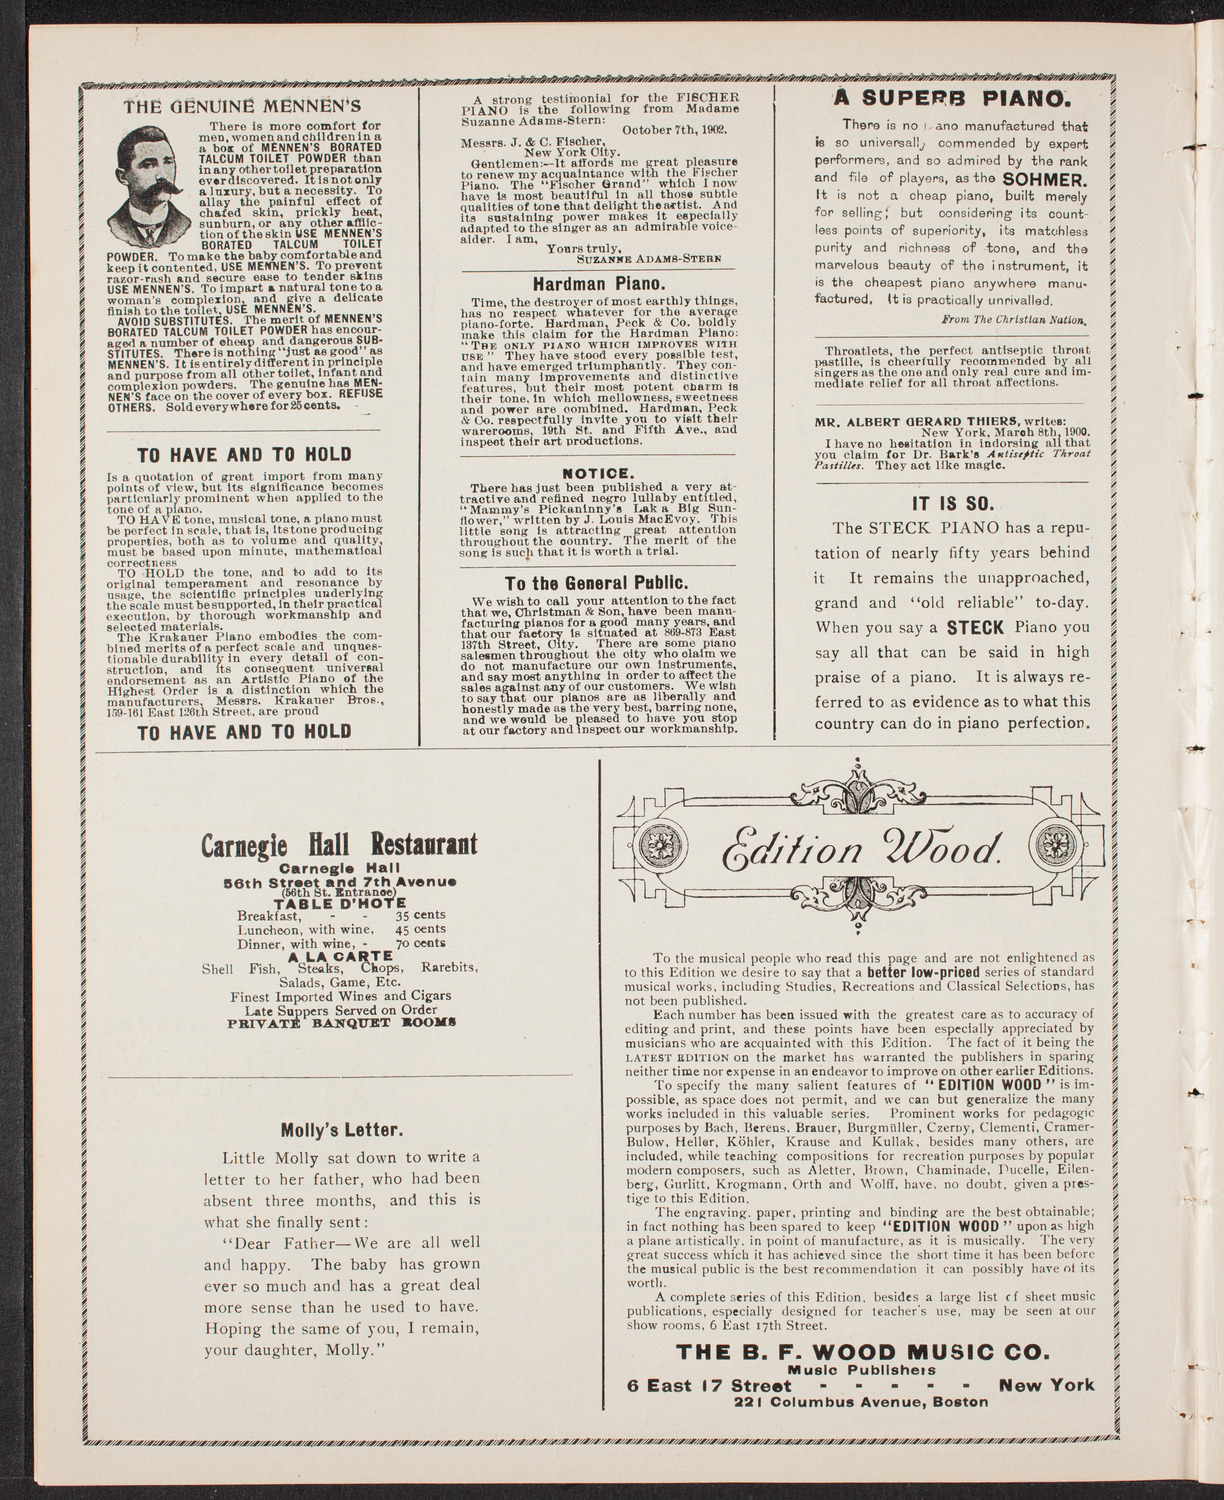 THE GENUINE MENNEN'S
There is more comfort for
men, women and children in a
a box of MENNEN'S BORATED
TALCUM TOILET POWDER than
in any other toilet preparation
ever discovered. It is not only
a luxury, but a necessity. To
allay the painful effect of
chafed skin, prickly heat,
sunburn, or any other afflic-
tion of the skin USE MENNEN'S
BORATED TALCUM TOILET
POWDER. To make the baby comfortable and
keep it contented, USE MENNEN'S. To prevent
razor-rash and secure ease to tender skins
USE MENNEN'S. To impart a natural tone to a
woman's complexion, and give a delicate
finish to the toilet, USE MENNEN'S.
AVOID SUBSTITUTES. The merit of MENNEN'S
BORATED TALCUM TOILET POWDER has encour-
aged a number of cheap and dangerous SUB-
STITUTES. There is nothing "just as good" as
MENNEN'S. It is entirely different in principle
and purpose from all other toilet, infant and
complexion powders. The genuine has MEN-
NEN'S face on the cover of every box. REFUSE
OTHERS. Sold everywhere for 25 cents.
TO HAVE AND TO HOLD
Is a quotation of great import from many
points of view, but its significance becomes
particularly prominent when applied to the
tone of a piano.
TO HAVE tone, musical tone, a piano must
be perfect in scale, that is, its tone producing
properties, both as to volume and quality,
must be based upon minute, mathematical
correctness
TO HOLD the tone, and to add to its
original temperament and resonance by
usage, the scientific principles underlying
the scale must be supported, in their practical
execution, by thorough workmanship and
selected materials.
The Krakauer Piano embodies the com-
bined merits of a perfect scale and unques-
tionable durability in every detail of con-
struction, and its consequent universal
endorsement as an Artistic Piano of the
Highest Order is a distinction which the
manufacturers, Messrs. Krakauer Bros.,
159-161 East 126th Street, are proud
TO HAVE AND TO HOLD
A strong testimonial for the FISCHER
PIANO is the following from Madame
Suzanne Adams-Stern:
October 7th, 1902.
Messrs. J. & C. Fischer,
New York City.
Gentlemen:—It affords me great pleasure
to renew my acquaintance with the Fischer
Piano. The "Fischer Grand" which I now
have is most beautiful in all those subtle
qualities of tone that delight the artist. And
its sustaining power makes it especially
adapted to the singer as an admirable voice-
aider. I am,
Yours truly,
SUZANNE ADAMS-STERN
Hardman Piano.
Time, the destroyer of most earthly things,
has no respect whatever for the average
piano-forte. Hardman, Peck & Co. boldly
make this claim for the Hardman Piano:
"THE ONLY PIANO WHICH IMPROVES WITH
USE" They have stood every possible test,
and have emerged triumphantly. They con-
tain many improvements and distinctive
features, but their most potent charm is
their tone, in which mellowness, sweetness
and power are combined. Hardman, Peck
& Co. respectfully invite you to visit their
warerooms, 19th St. and Fifth Ave., and
inspect their art productions.
NOTICE.
There has just been published a very at-
tractive and refined negro lullaby entitled,
"Mammy's Pickaninny's Lak a Big Sun-
flower," written by J. Louis MacEvoy. This
little song is attracting great attention
throughout the country. The merit of the
song is such that it is worth a trial.
To the General Public.
We wish to call your attention to the fact
that we, Christman & Son, have been manu-
facturing pianos for a good many years, and
that our factory is situated at 869-873 East
137th Street, City. There are some piano
salesmen throughout the city who claim we
do not manufacture our own instruments,
and say most anything in order to affect the
sales against any of our customers. We wish
to say that our pianos are as liberally and
honestly made as the very best, barring none,
and we would be pleased to have you stop
at our factory and inspect our workmanship.
A SUPERB PIANO.
There is no piano manufactured that
is so universally commended by expert
performers, and so admired by the rank
and file of players, as the SOHMER.
It is not a cheap piano, built merely
for selling; but considering its count-
less points of superiority, its matchless
purity and richness of tone, and the
marvelous beauty of the instrument, it
is the cheapest piano anywhere manu-
factured. It is practically unrivalled.
From The Christian Nation.
Throatlets, the perfect antiseptic throat
pastille, is cheerfully recommended by all
singers as the one and only real cure and im-
mediate relief for all throat affections.
MR. ALBERT GERARD THIERS, writes:
New York, March 8th, 1900.
I have no hesitation in indorsing all that
you claim for Dr. Bark's Antiseptic Throat
Pastilles. They act like magic.
IT IS SO.
The STECK PIANO has a repu-
tation of nearly fifty years behind
it It remains the unapproached,
grand and "old reliable" to-day.
When you say a STECK Piano you
say all that can be said in high
praise of a piano. It is always re-
ferred to as evidence as to what this
country can do in piano perfection.
Carnegie Hall Restaurant
Carnegie Hall
56th Street and 7th Avenue
(56th St. Entrance)
TABLE D'HOTE
Breakfast, - - 35 cents
Luncheon, with wine, 45 cents
Dinner, with wine, - 70 cents
A LA CARTE
Shell Fish, Steaks, Chops, Rarebits,
Salads, Game, Etc.
Finest Imported Wines and Cigars
Late Suppers Served on Order
PRIVATE BANQUET ROOMS
Molly's Letter.
Little Molly sat down to write a
letter to her father, who had been
absent three months, and this is
what she finally sent:
"Dear Father—We are all well
and happy. The baby has grown
ever so much and has a great deal
more sense than he used to have.
Hoping the same of you, I remain,
your daughter, Molly."
Edition Wood.
To the musical people who read this page and are not enlightened as
to this Edition we desire to say that a better low-priced series of standard
musical works, including Studies, Recreations and Classical Selections, has
not been published.
Each number has been issued with the greatest care as to accuracy of
editing and print, and these points have been especially appreciated by
musicians who are acquainted with this Edition. The fact of it being the
LATEST EDITION on the market has warranted the publishers in sparing
neither time nor expense in an endeavor to improve on other earlier Editions.
To specify the many salient features of "EDITION WOOD" is im-
possible, as space does not permit, and we can but generalize the many
works included in this valuable series. Prominent works for pedagogic
purposes by Bach, Berens, Brauer, Burgmüller, Czerny, Clementi, Cramer-
Bulow, Heller, Köhler, Krause and Kullak, besides many others, are
included, while teaching compositions for recreation purposes by popular
modern composers, such as Aletter, Brown, Chaminade, Ducelle, Eilen-
berg, Gurlitt, Krogmann, Orth and Wolff, have, no doubt, given a pres-
tige to this Edition.
The engraving, paper, printing and binding are the best obtainable;
in fact nothing has been spared to keep "EDITION WOOD" upon as high
a plane artistically, in point of manufacture, as it is musically. The very
great success which it has achieved since the short time it has been before
the musical public is the best recommendation it can possibly have of its
worth.
A complete series of this Edition, besides a large list of sheet music
publications, especially designed for teacher's use, may be seen at our
show rooms, 6 East 17th Street.
THE B. F. WOOD MUSIC CO.
Music Publishers
6 East 17 Street - - - - - New York
221 Columbus Avenue, Boston